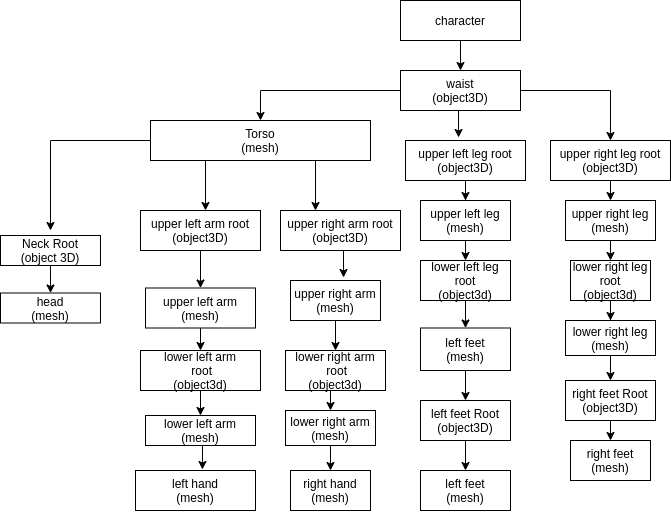 character
waist
(object3D)
Torso
(mesh)
upper left leg root
(object3D)
upper right leg root
(object3D)
Neck Root
(object 3D)
head
(mesh)
upper left arm root
(object3D)
upper left arm
(mesh)
lower left arm
root
(object3d)
lower left arm
(mesh)
left hand
(mesh)
upper right arm root
(object3D)
upper right arm
(mesh)
lower right arm
root
(object3d)
lower right arm
(mesh)
right hand
(mesh)
upper left leg
(mesh)
lower left leg
root
(object3d)
left feet
(mesh)
left feet Root
(object3D)
left feet
(mesh)
upper right leg
(mesh)
lower right leg
root
(object3d)
lower right leg
(mesh)
right feet Root
(object3D)
right feet
(mesh)